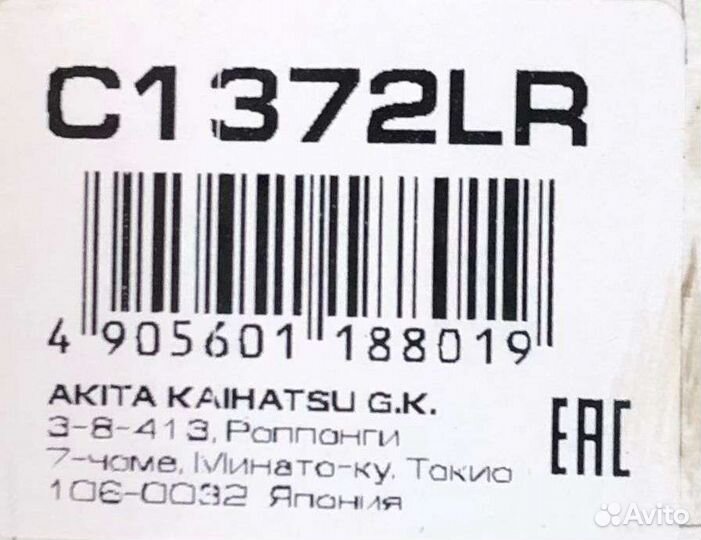 C1372LR
4 905601 188019
AKITA KAIHATSU G.K.
3-8-413, Роппонги
7-чоме, Минато-ку, Токио
106-0032 Япония
EAC
Avito